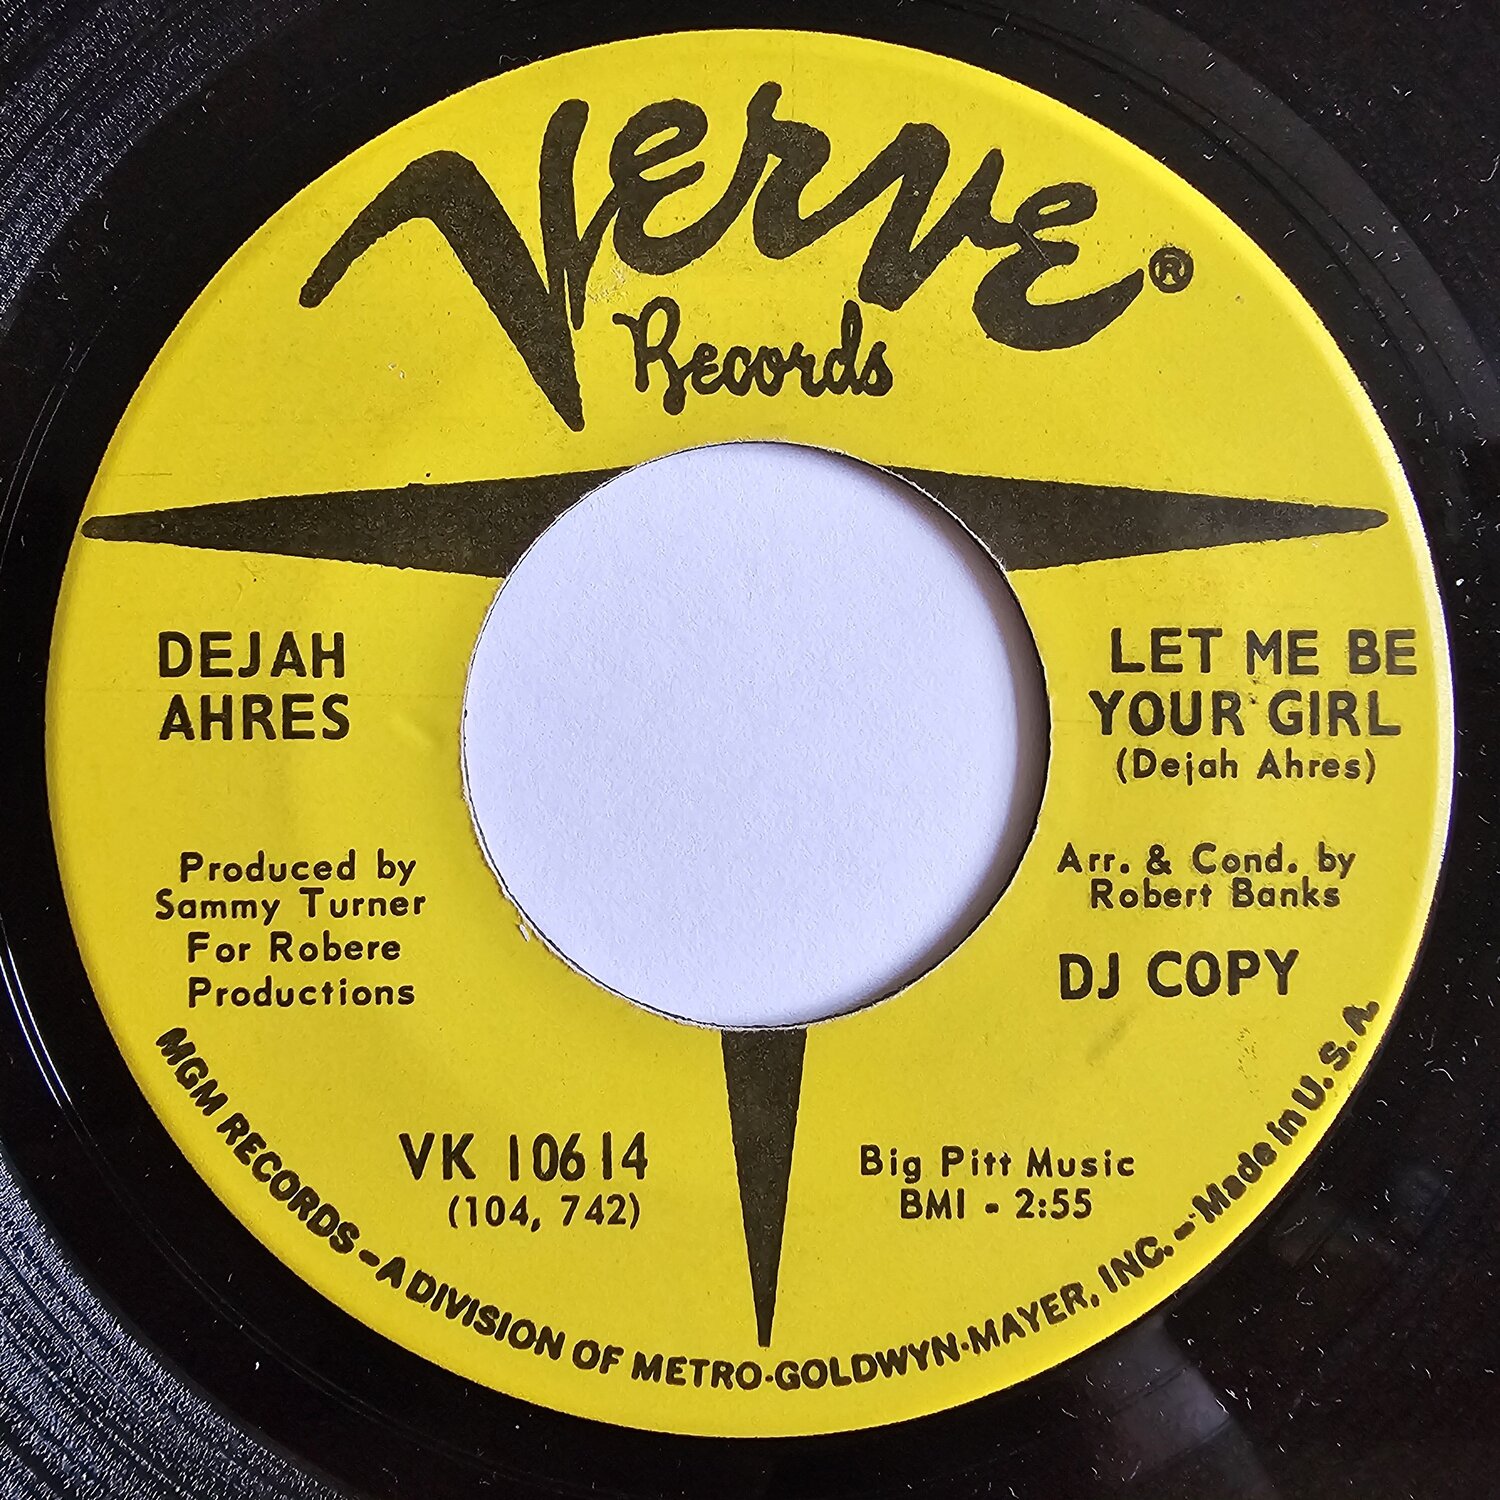 Verve®
Records
DEJAH
AHRES
LET ME BE
YOUR GIRL
(Dejah Ahres)
Produced by
Sammy Turner
For Robere
Productions
Arr. & Cond. by
Robert Banks
DJ COPY
VK 10614
(104, 742)
Big Pitt Music
BMI - 2:55
MGM RECORDS - A DIVISION OF METRO-GOLDWYN-MAYER, INC. - Made in U.S.A.